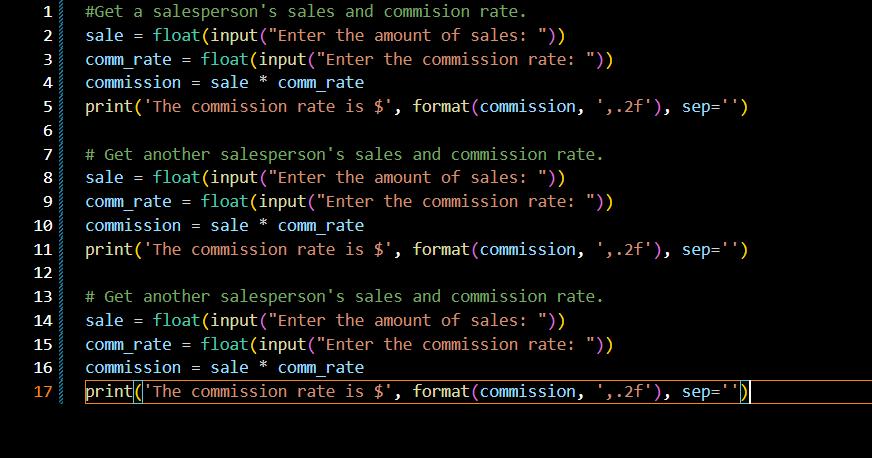 1 #Get a salesperson's sales and commision rate.
2 sale = float(input("Enter the amount of sales: "))
3 comm_rate = float(input("Enter the commission rate: "))
4 commission = sale * comm_rate
5 print('The commission rate is $', format(commission, ',.2f'), sep='')
6
7 # Get another salesperson's sales and commission rate.
8 sale = float(input("Enter the amount of sales: "))
9 comm_rate = float(input("Enter the commission rate: "))
10 commission = sale * comm_rate
11 print('The commission rate is $', format(commission, ',.2f'), sep='')
12
13 # Get another salesperson's sales and commission rate.
14 sale = float(input("Enter the amount of sales: "))
15 comm_rate = float(input("Enter the commission rate: "))
16 commission = sale * comm_rate
17 print('The commission rate is $', format(commission, ',.2f'), sep='')